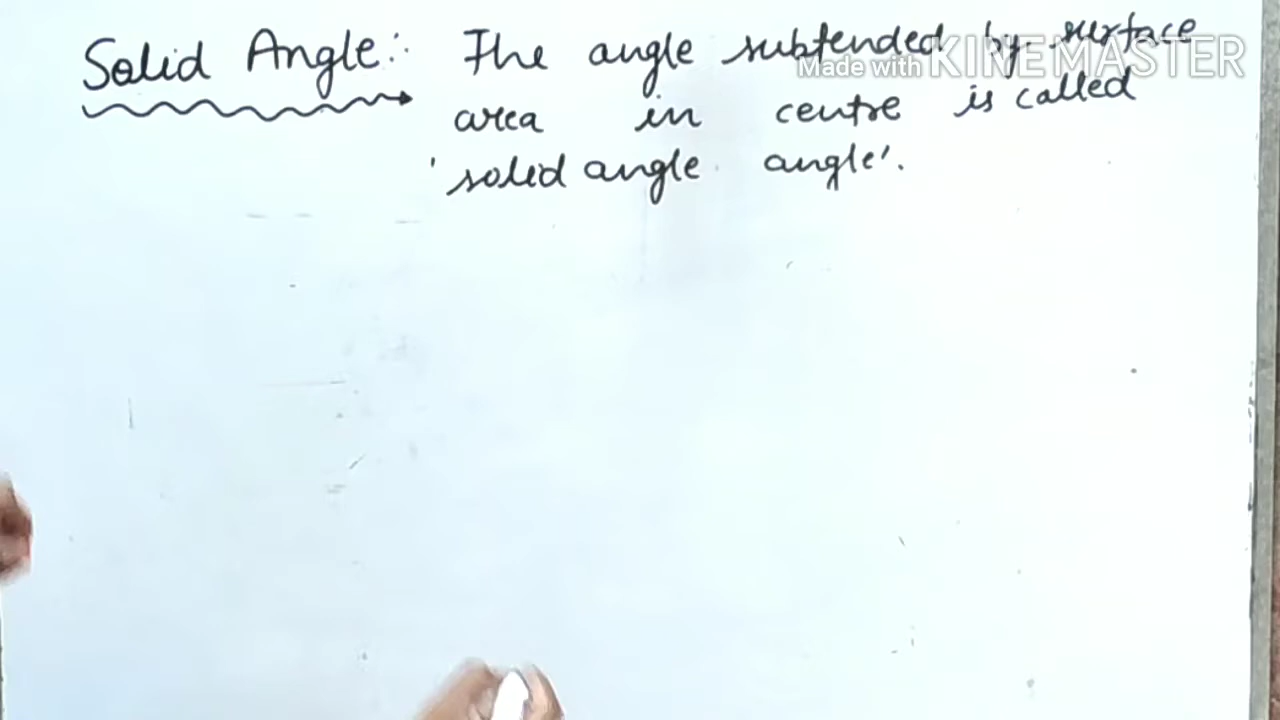 Solid Angle:· The angle subtended by surface
Made with KINEMASTER
area in centre is called
'solid angle angle'.